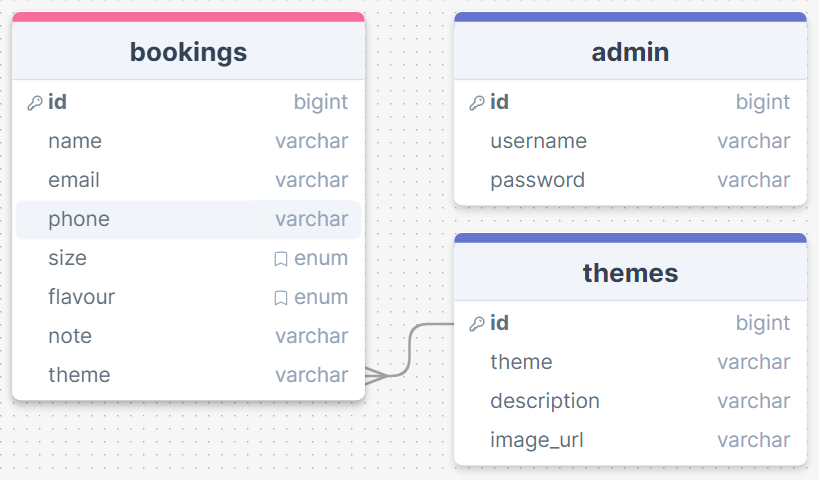 bookings
id bigint
name varchar
email varchar
phone varchar
size enum
flavour enum
note varchar
theme varchar
admin
id bigint
username varchar
password varchar
themes
id bigint
theme varchar
description varchar
image_url varchar